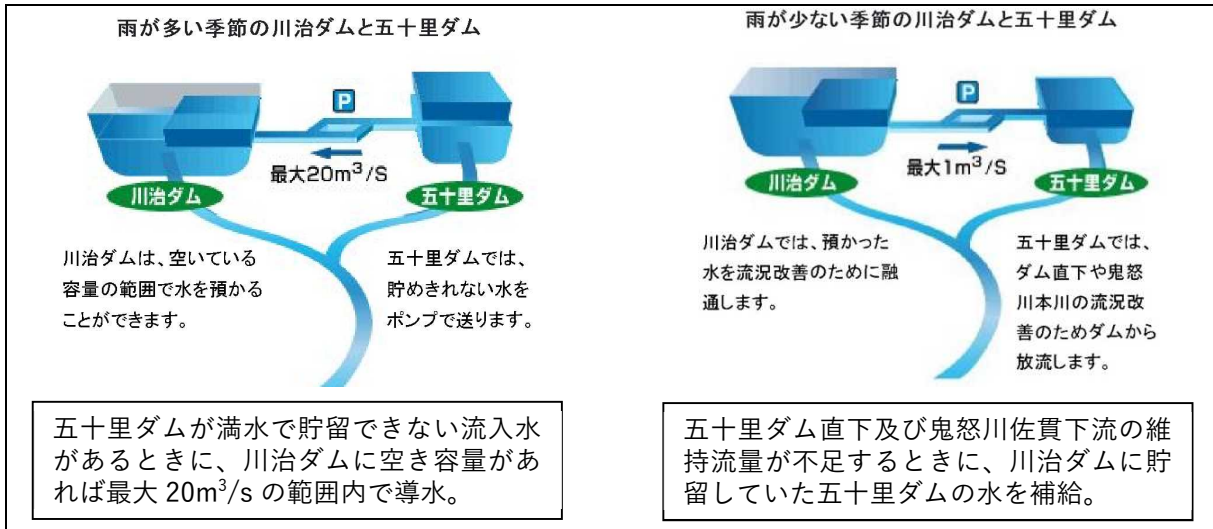 雨が多い季節の川治ダムと五十里ダム
P
最大20m³/S
川治ダム
五十里ダム
川治ダムは、空いている
容量の範囲で水を預かる
ことができます。
五十里ダムでは、
貯めきれない水を
ポンプで送ります。
五十里ダムが満水で貯留できない流入水
があるときに、川治ダムに空き容量があ
れば最大 20m³/s の範囲内で導水。
雨が少ない季節の川治ダムと五十里ダム
P
最大1m³/S
川治ダム
五十里ダム
川治ダムでは、預かった
水を流況改善のために融
通します。
五十里ダムでは、
ダム直下や鬼怒
川本川の流況改
善のためダムから
放流します。
五十里ダム直下及び鬼怒川佐貫下流の維
持流量が不足するときに、川治ダムに貯
留していた五十里ダムの水を補給。